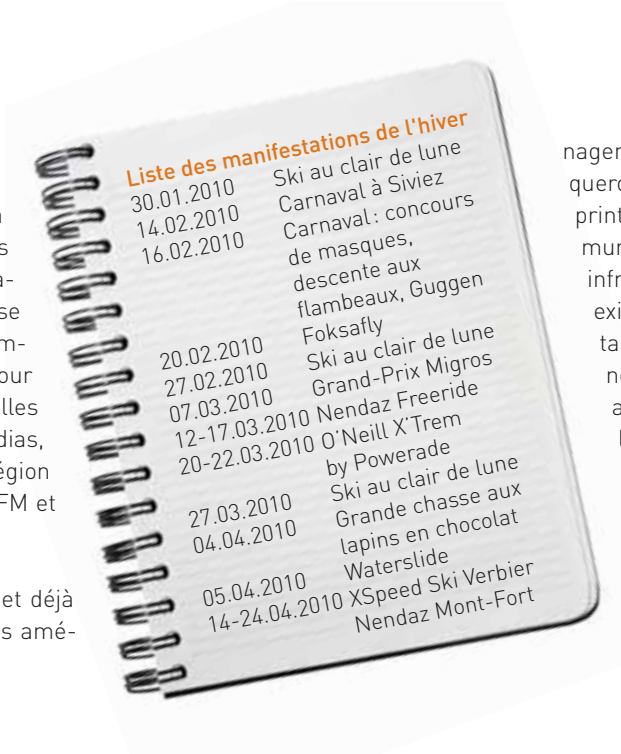 s
a-
se
m-
our
lles
dias,
égion
FM et
et déjà
s amé-
Liste des manifestations de l'hiver
30.01.2010 Ski au clair de lune
14.02.2010 Carnaval à Siviez
16.02.2010 Carnaval: concours
de masques,
descente aux
flambeaux, Guggen
20.02.2010 Foksafly
27.02.2010 Ski au clair de lune
07.03.2010 Grand-Prix Migros
12-17.03.2010 Nendaz Freeride
20-22.03.2010 O'Neill X'Trem
by Powerade
27.03.2010 Ski au clair de lune
04.04.2010 Grande chasse aux
lapins en chocolat
05.04.2010 Waterslide
14-24.04.2010 XSpeed Ski Verbier
Nendaz Mont-Fort
nager
querc
print
mur
infr
exi
ta